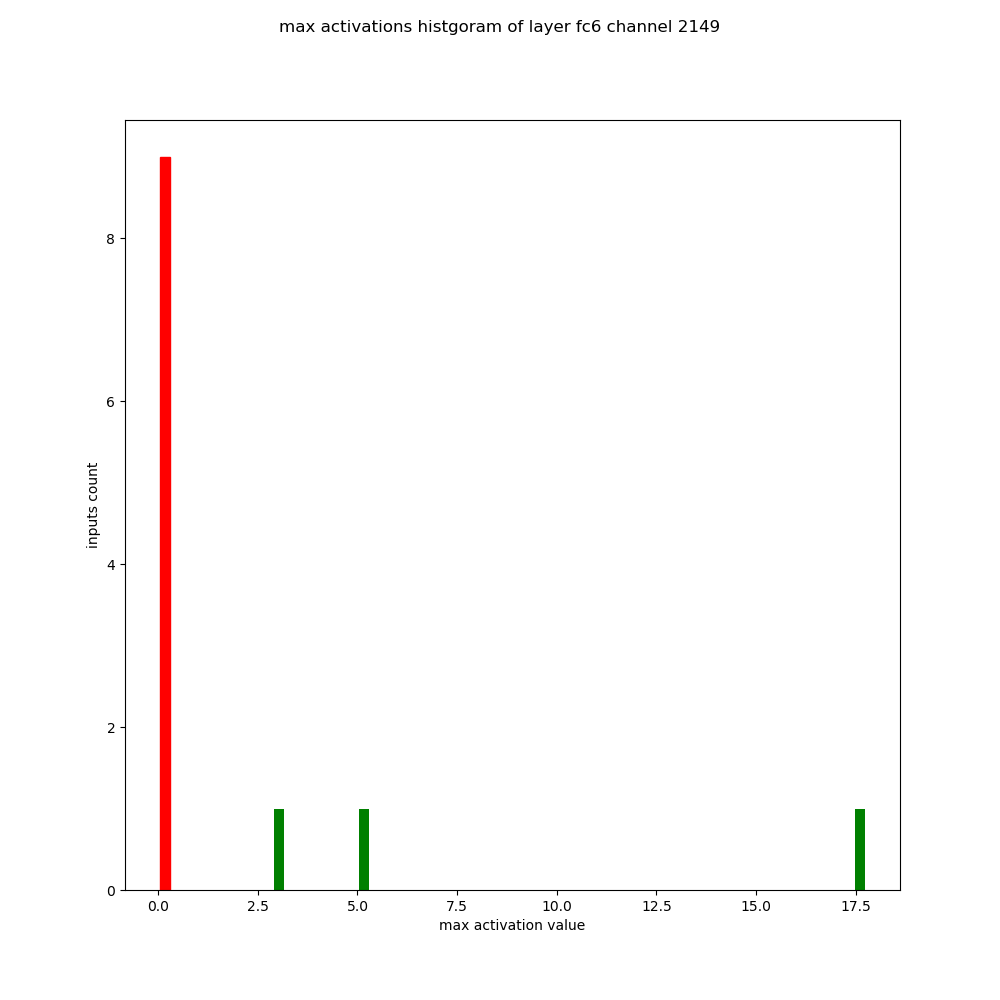 max activations histgoram of layer fc6 channel 2149
8
6
4
2
0
inputs count
0.0 2.5 5.0 7.5 10.0 12.5 15.0 17.5
max activation value